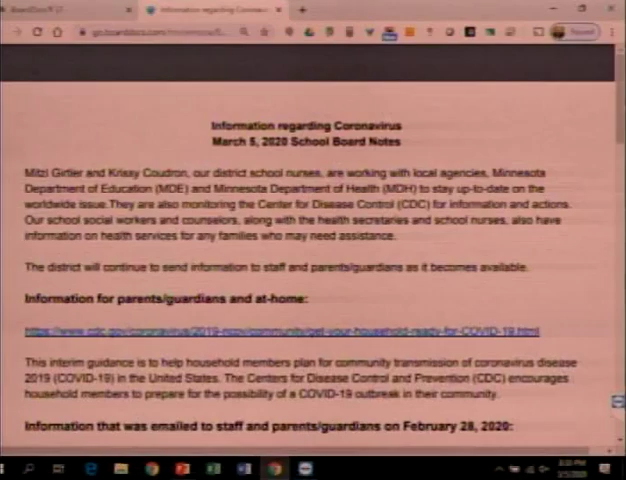 Information regarding Coronavirus
Information regarding Coronavirus
March 5, 2020 School Board Notes
Mitzi Girtler and Krissy Coudron, our district school nurses, are working with local agencies, Minnesota
Department of Education (MDE) and Minnesota Department of Health (MDH) to stay up-to-date on the
worldwide issue.They are also monitoring the Center for Disease Control (CDC) for information and actions.
Our school social workers and counselors, along with the health secretaries and school nurses, also have
information on health services for any families who may need assistance.
The district will continue to send information to staff and parents/guardians as it becomes available.
Information for parents/guardians and at-home:
https://www.cdc.gov/coronavirus/2019-ncov/community/get-your-household-ready-for-COVID-19.html
This interim guidance is to help household members plan for community transmission of coronavirus disease
2019 (COVID-19) in the United States. The Centers for Disease Control and Prevention (CDC) encourages
household members to prepare for the possibility of a COVID-19 outbreak in their community.
Information that was emailed to staff and parents/guardians on February 28, 2020: